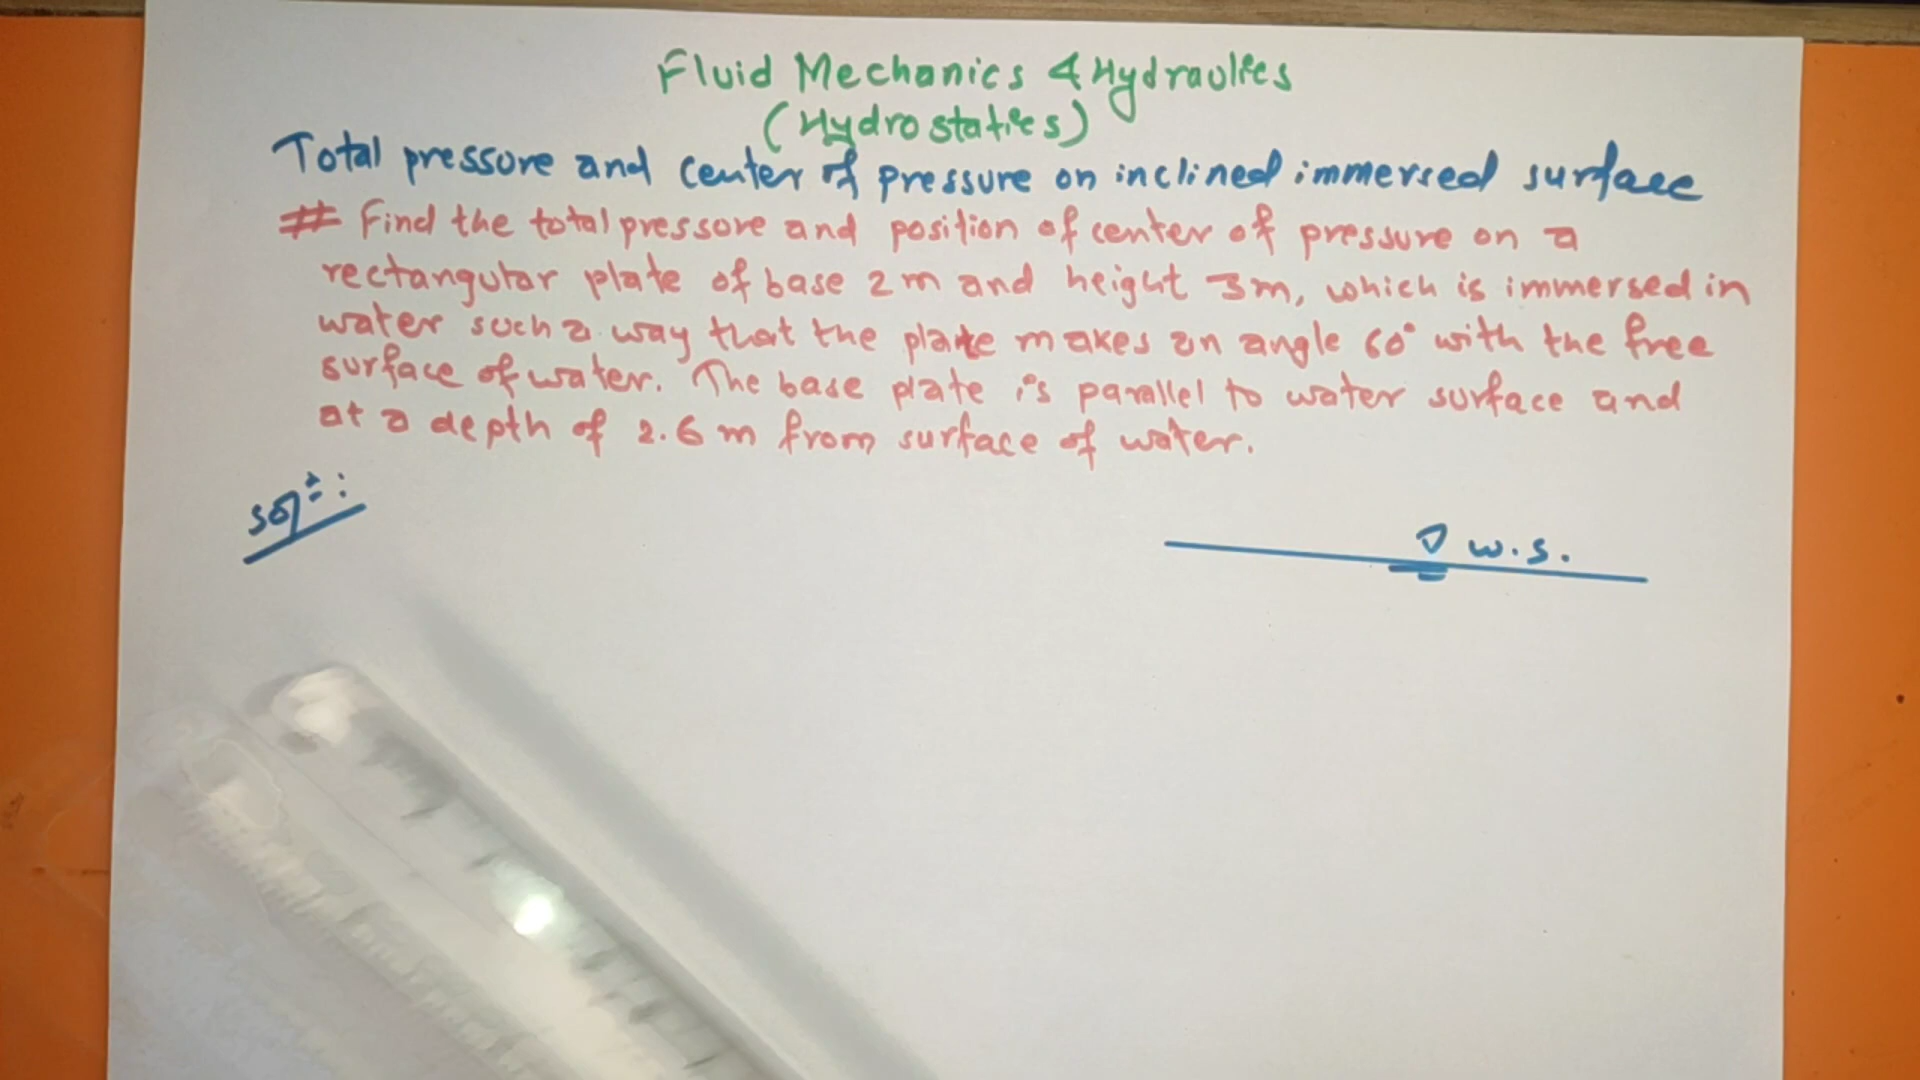 Fluid Mechanics & Hydraulics
(Hydrostatics)
Total pressure and center of pressure on inclined immersed surface
# Find the total pressure and position of center of pressure on a
rectangular plate of base 2m and height 3m, which is immersed in
water such a way that the plate makes an angle 60° with the free
surface of water. The base plate is parallel to water surface and
at a depth of 2.6 m from surface of water.
solⁿ:
w.s.